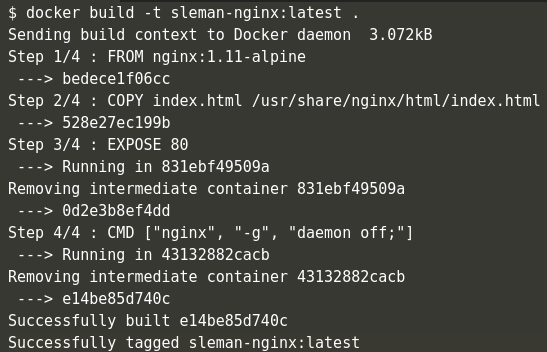 $ docker build -t sleman-nginx:latest .
Sending build context to Docker daemon  3.072kB
Step 1/4 : FROM nginx:1.11-alpine
 ---> bedece1f06cc
Step 2/4 : COPY index.html /usr/share/nginx/html/index.html
 ---> 528e27ec199b
Step 3/4 : EXPOSE 80
 ---> Running in 831ebf49509a
Removing intermediate container 831ebf49509a
 ---> 0d2e3b8ef4dd
Step 4/4 : CMD ["nginx", "-g", "daemon off;"]
 ---> Running in 43132882cacb
Removing intermediate container 43132882cacb
 ---> e14be85d740c
Successfully built e14be85d740c
Successfully tagged sleman-nginx:latest